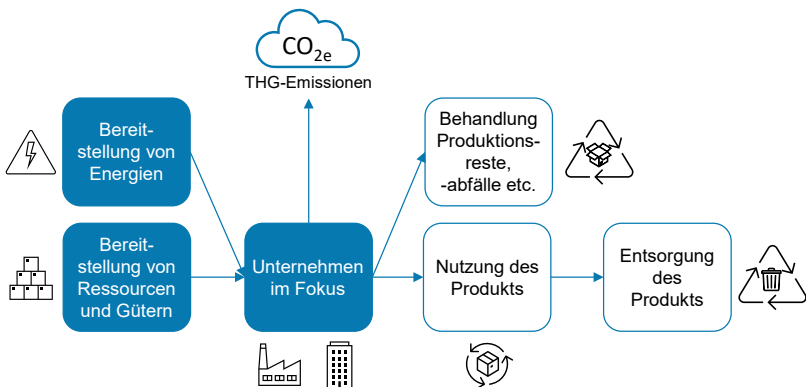 CO2e
THG-Emissionen
Bereit-
stellung von
Energien
Behandlung
Produktions-
reste,
-abfälle etc.
Bereit-
stellung von
Ressourcen
und Gütern
Unternehmen
im Fokus
Nutzung des
Produkts
Entsorgung
des
Produkts